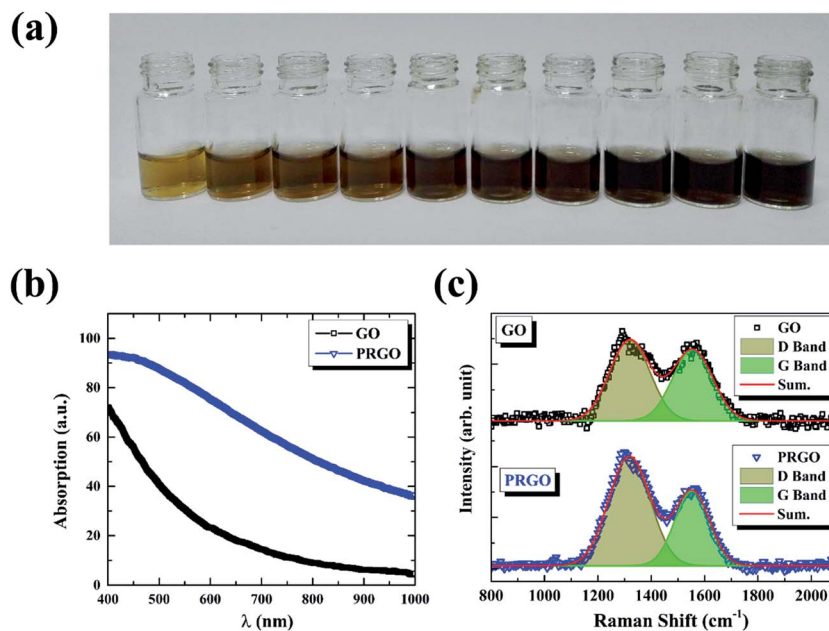 (a)
(b)
GO
PRGO
Absorption (a.u.)
100
80
60
40
20
0
400 500 600 700 800 900 1000
λ (nm)
(c)
GO
GO
D Band
G Band
Sum.
PRGO
PRGO
D Band
G Band
Sum.
Intensity (arb. unit)
800 1000 1200 1400 1600 1800 2000
Raman Shift (cm⁻¹)